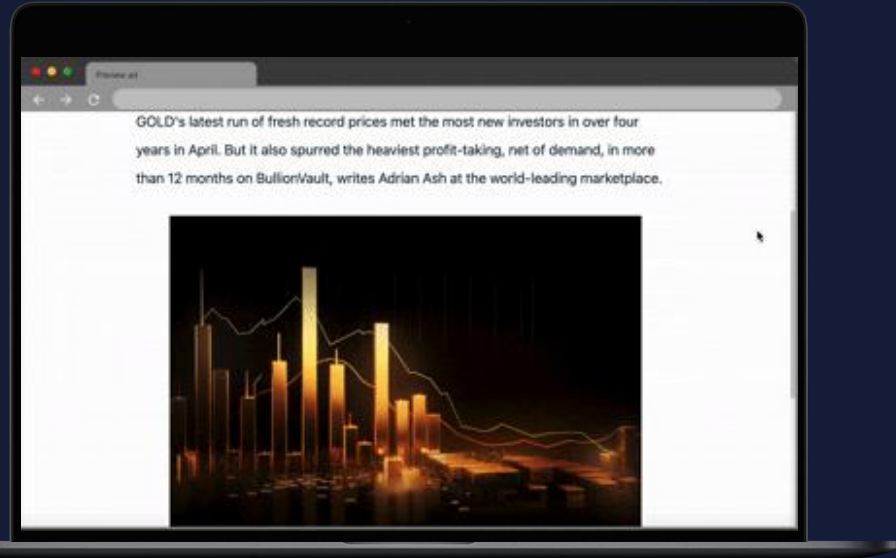 Preview ad
GOLD's latest run of fresh record prices met the most new investors in over four
years in April. But it also spurred the heaviest profit-taking, net of demand, in more
than 12 months on BullionVault, writes Adrian Ash at the world-leading marketplace.